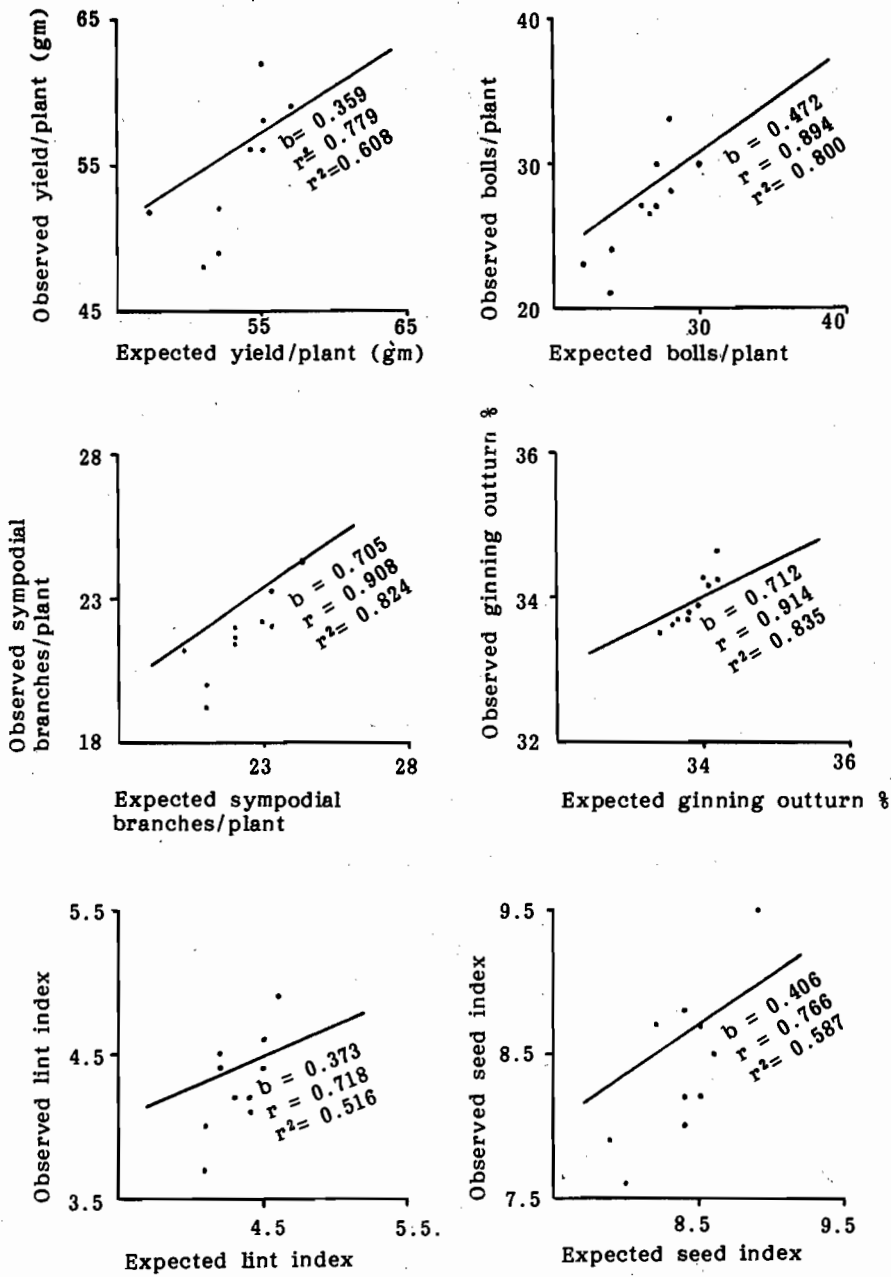 65
55
45
Observed yield/plant (gm)
b= 0.359
r= 0.779
r²=0.608
55
65
Expected yield/plant (gm)
40
30
20
Observed bolls/plant
b = 0.472
r = 0.894
r²= 0.800
30
40
Expected bolls/plant
28
23
18
Observed sympodial
branches/plant
b = 0.705
r = 0.908
r²= 0.824
23
28
Expected sympodial
branches/plant
36
34
32
Observed ginning outturn %
b = 0.712
r = 0.914
r²= 0.835
34
36
Expected ginning outturn %
5.5
4.5
3.5
Observed lint index
b = 0.373
r = 0.718
r²= 0.516
4.5
5.5.
Expected lint index
9.5
8.5
7.5
Observed seed index
b = 0.406
r = 0.766
r²= 0.587
8.5
9.5
Expected seed index